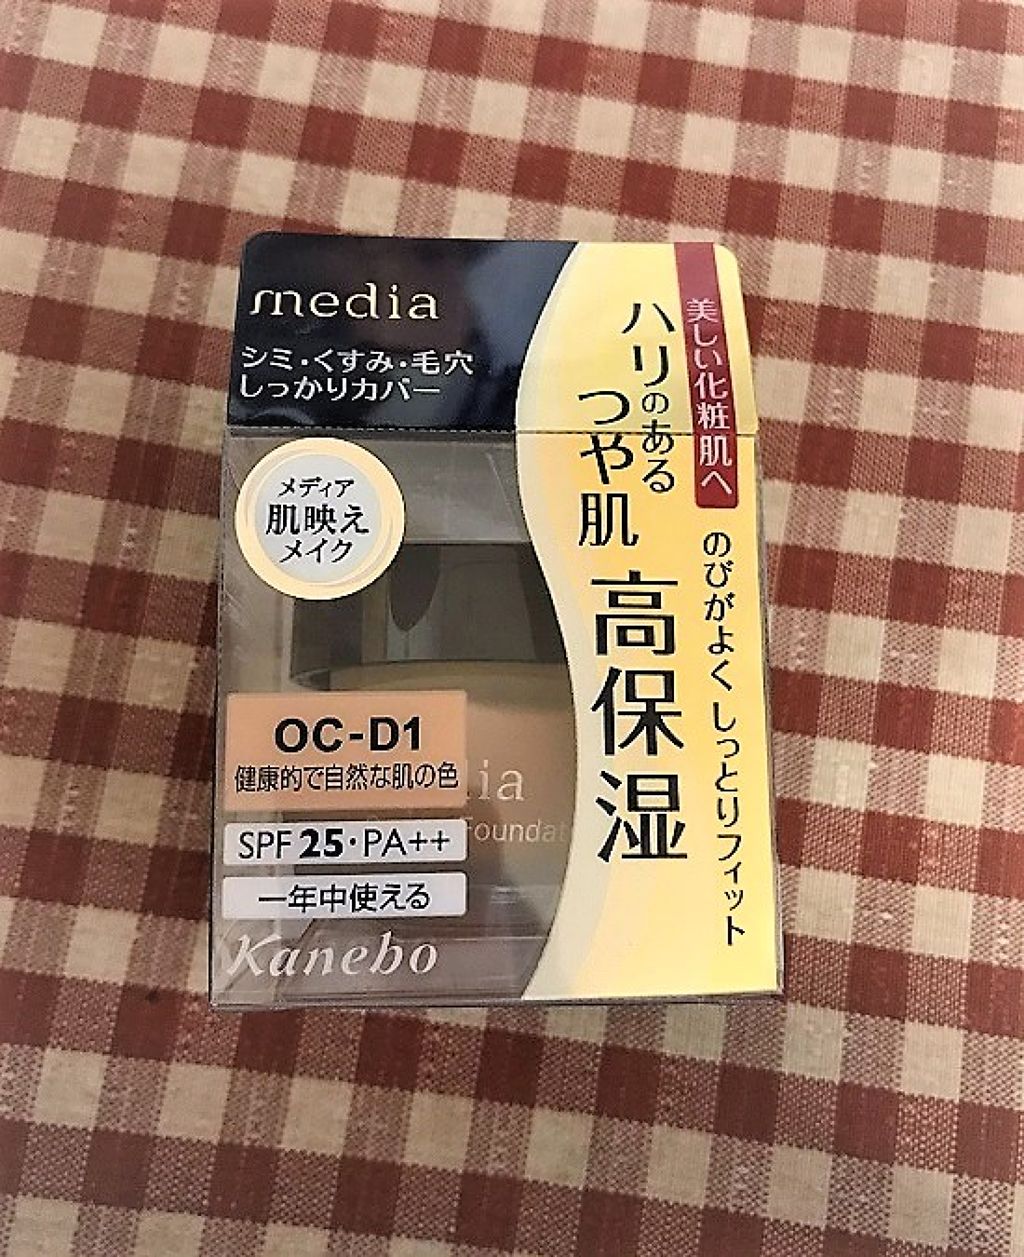 media
シミ・くすみ・毛穴
しっかりカバー
美しい化粧肌へ
ハリのある
つや肌
高保湿
のびがよく しっとりフィット
メディア
肌映え
メイク
OC-D1
健康的で自然な肌の色
SPF 25・PA++
一年中使える
Kanebo